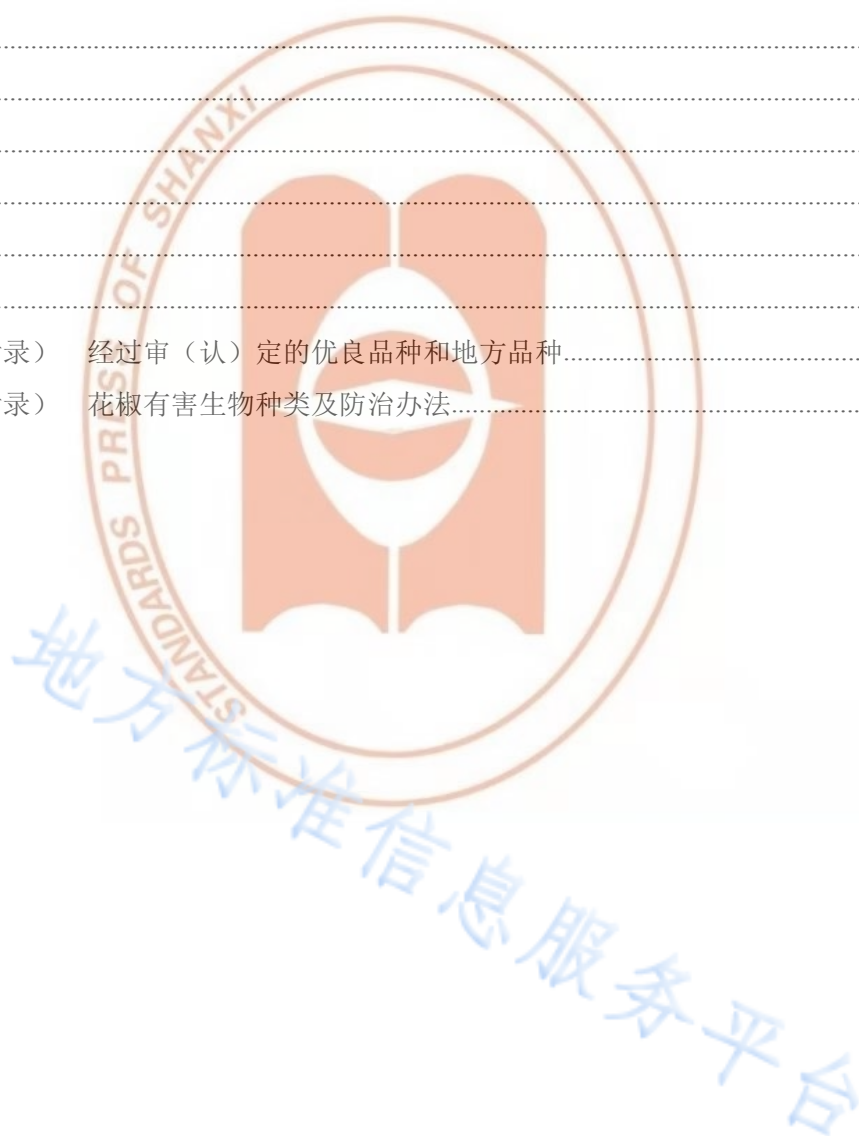 录） 经过审（认）定的优良品种和地方品种
录） 花椒有害生物种类及防治办法
STANDARDS PRESS OF SHANXI
地方标准信息服务平台